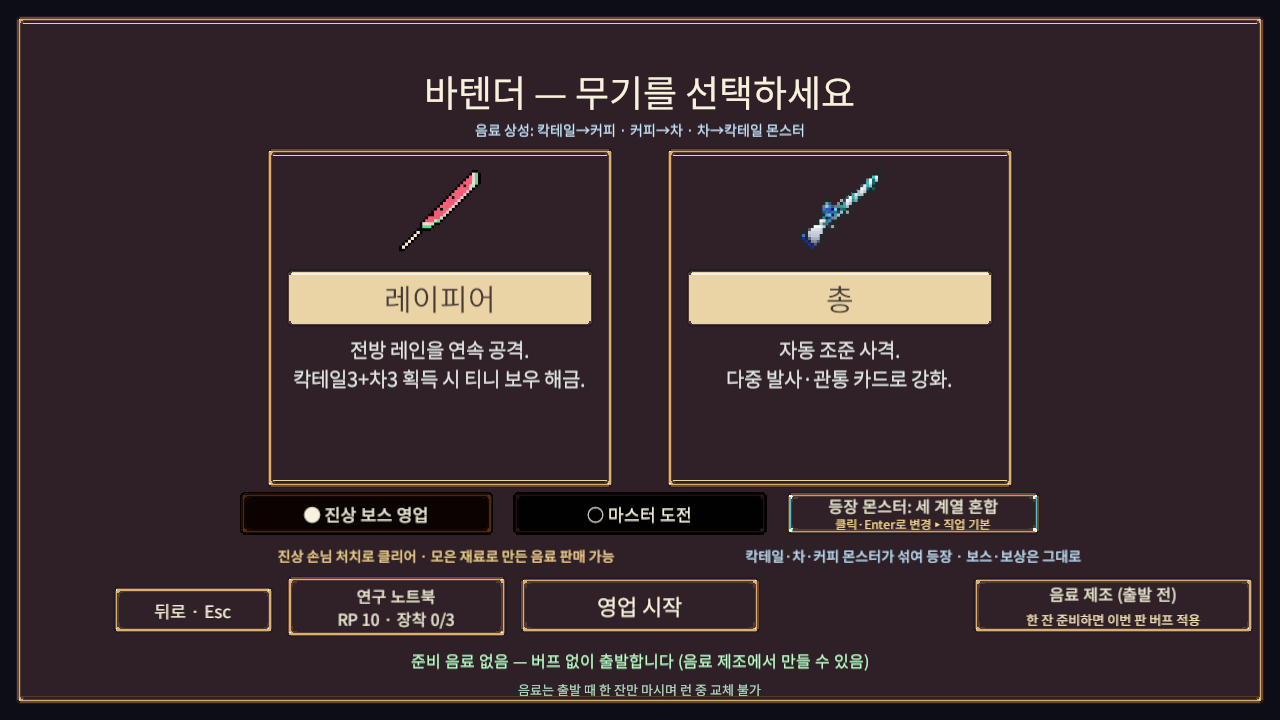 바텐더 — 무기를 선택하세요
음료 상성: 칵테일→커피 · 커피→차 · 차→칵테일 몬스터
레이피어
전방 레인을 연속 공격.
칵테일3+차3 획득 시 티니 보우 해금.
총
자동 조준 사격.
다중 발사·관통 카드로 강화.
● 진상 보스 영업
○ 마스터 도전
등장 몬스터: 세 계열 혼합
클릭·Enter로 변경 ▸ 직업 기본
진상 손님 처치로 클리어 · 모은 재료로 만든 음료 판매 가능
칵테일·차·커피 몬스터가 섞여 등장 · 보스·보상은 그대로
뒤로 · Esc
연구 노트북
RP 10 · 장착 0/3
영업 시작
음료 제조 (출발 전)
한 잔 준비하면 이번 판 버프 적용
준비 음료 없음 — 버프 없이 출발합니다 (음료 제조에서 만들 수 있음)
음료는 출발 때 한 잔만 마시며 런 중 교체 불가